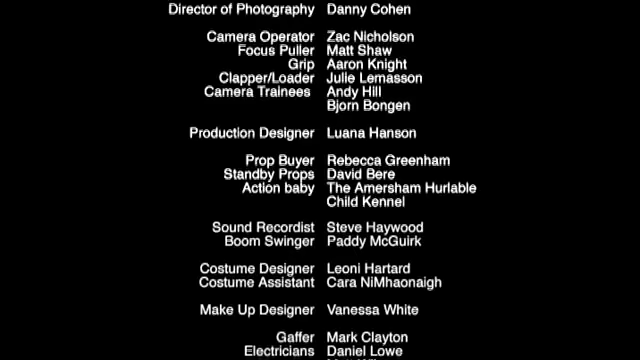 Director of Photography Danny Cohen
Camera Operator Zac Nicholson
Focus Puller Matt Shaw
Grip Aaron Knight
Clapper/Loader Julie Lemasson
Camera Trainees Andy Hill
Bjorn Bongen
Production Designer Luana Hanson
Prop Buyer Rebecca Greenham
Standby Props David Bere
Action baby The Amersham Hurlable
Child Kennel
Sound Recordist Steve Haywood
Boom Swinger Paddy McGuirk
Costume Designer Leoni Hartard
Costume Assistant Cara NiMhaonaigh
Make Up Designer Vanessa White
Gaffer Mark Clayton
Electricians Daniel Lowe